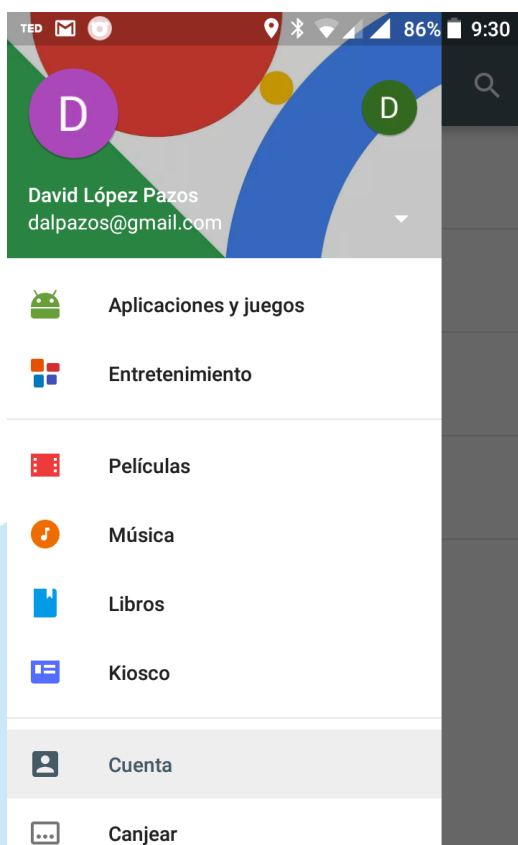 TED 86% 9:30
D
D
David López Pazos
dalpazos@gmail.com
Aplicaciones y juegos
Entretenimiento
Películas
Música
Libros
Kiosco
Cuenta
Canjear